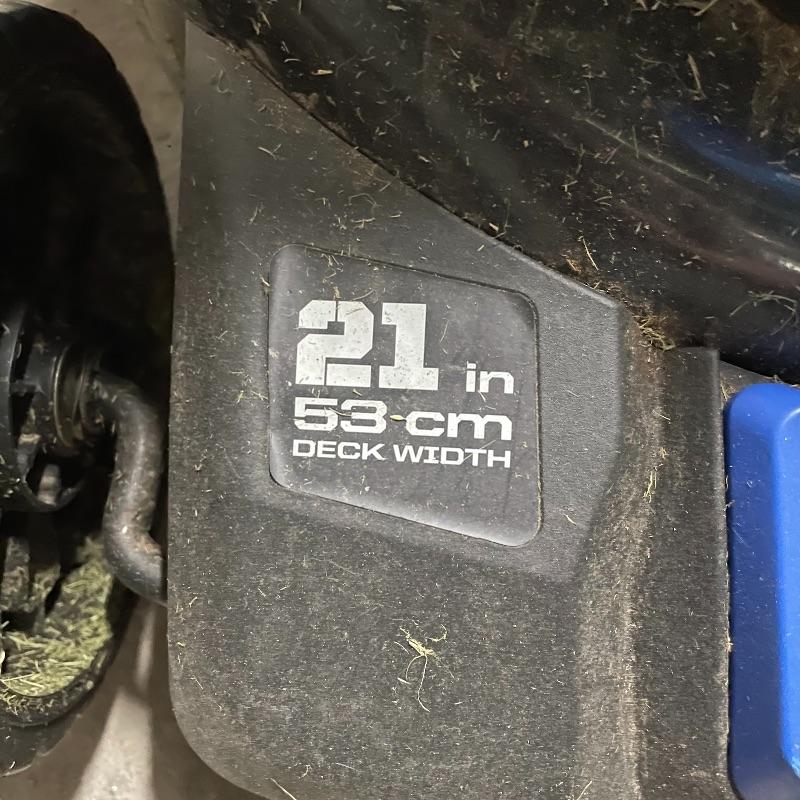 21 in
53 cm
DECK WIDTH